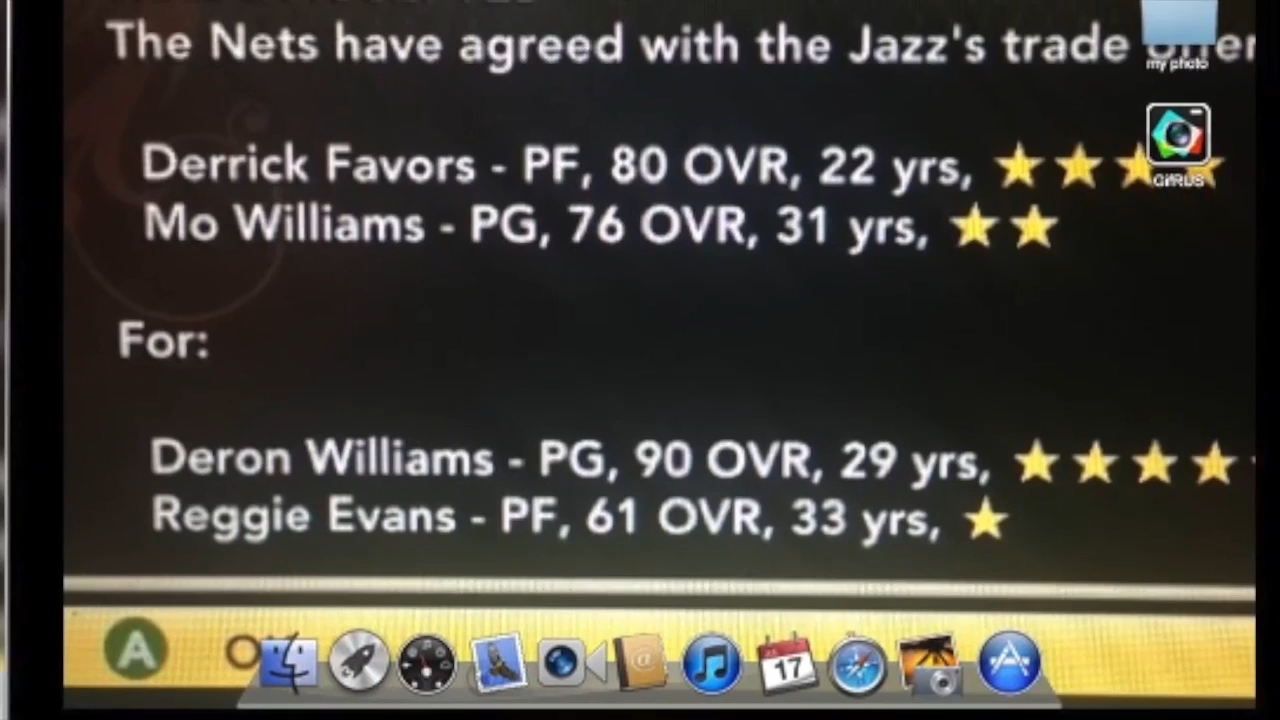 The Nets have agreed with the Jazz's trade offer
my photo
Derrick Favors - PF, 80 OVR, 22 yrs,
GifRUS
Mo Williams - PG, 76 OVR, 31 yrs,
For:
Deron Williams - PG, 90 OVR, 29 yrs,
Reggie Evans - PF, 61 OVR, 33 yrs,
A
17